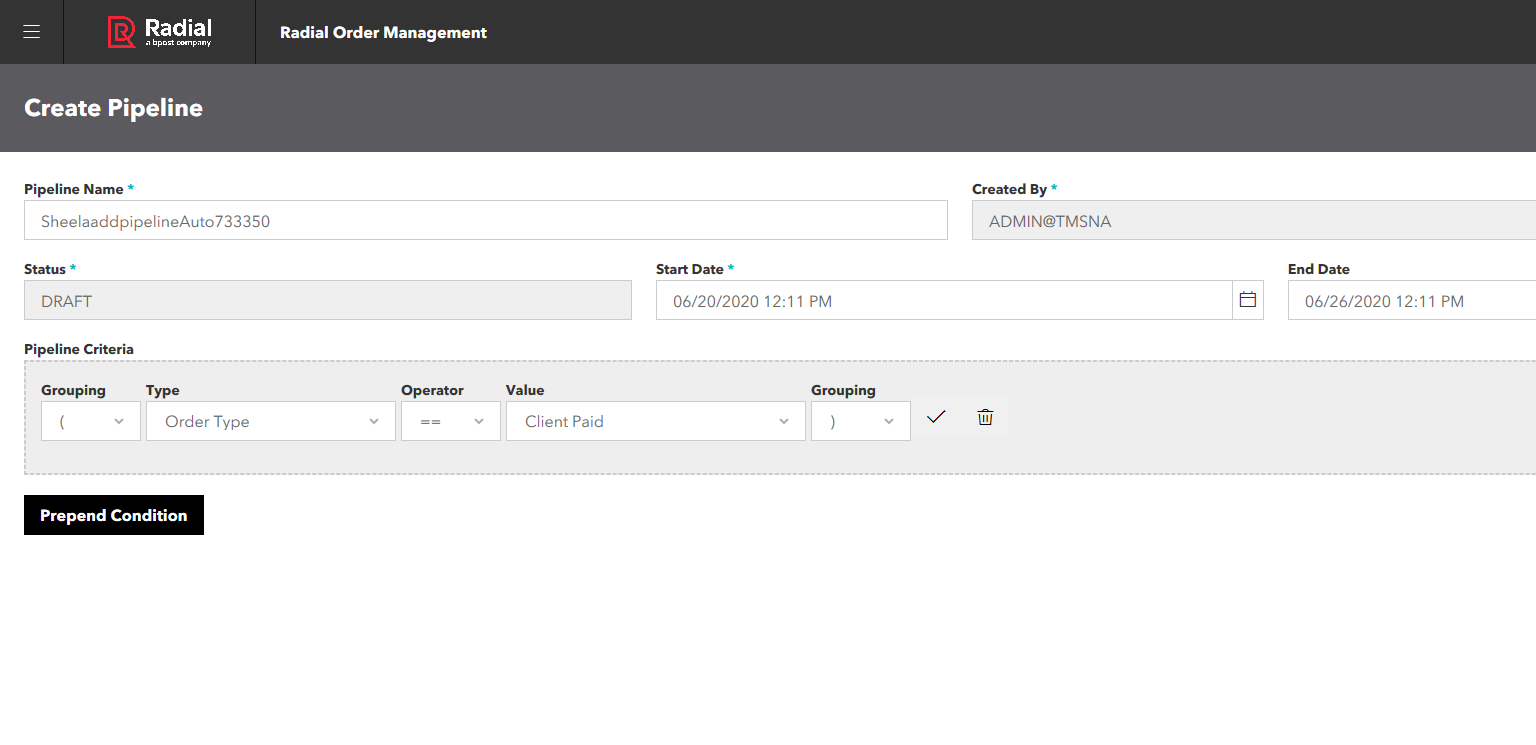 Radial
a bpost company
Radial Order Management
Create Pipeline
Pipeline Name *
Created By *
SheelaaddpipelineAuto733350
ADMIN@TMSNA
Status *
Start Date *
End Date
DRAFT
06/20/2020 12:11 PM
06/26/2020 12:11 PM
Pipeline Criteria
Grouping
Type
Operator
Value
Grouping
(
Order Type
==
Client Paid
)
Prepend Condition